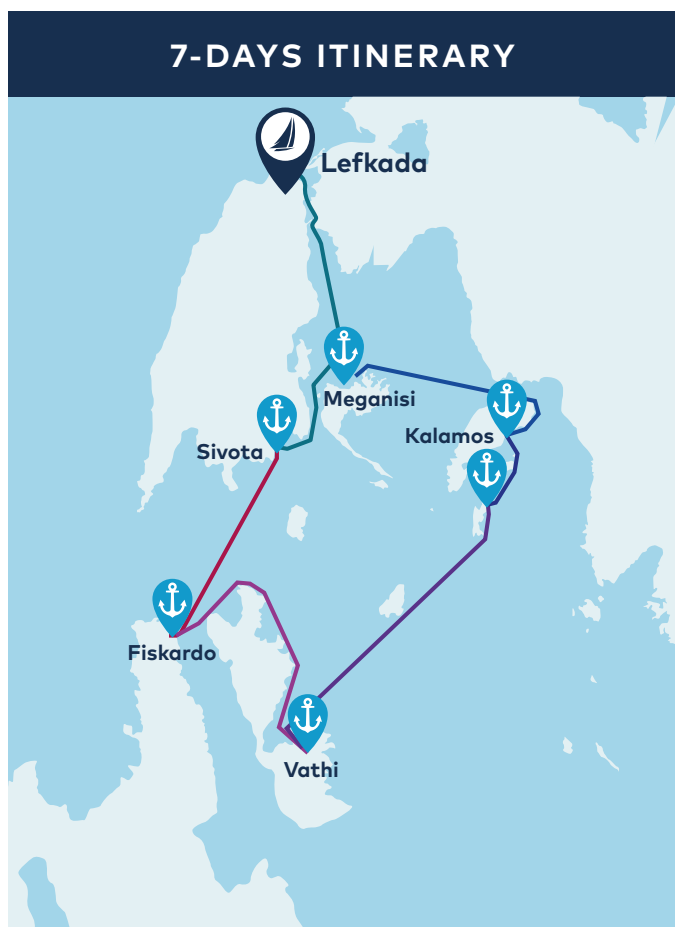 7-DAYS ITINERARY
Lefkada
Meganisi
Kalamos
Sivota
Fiskardo
Vathi